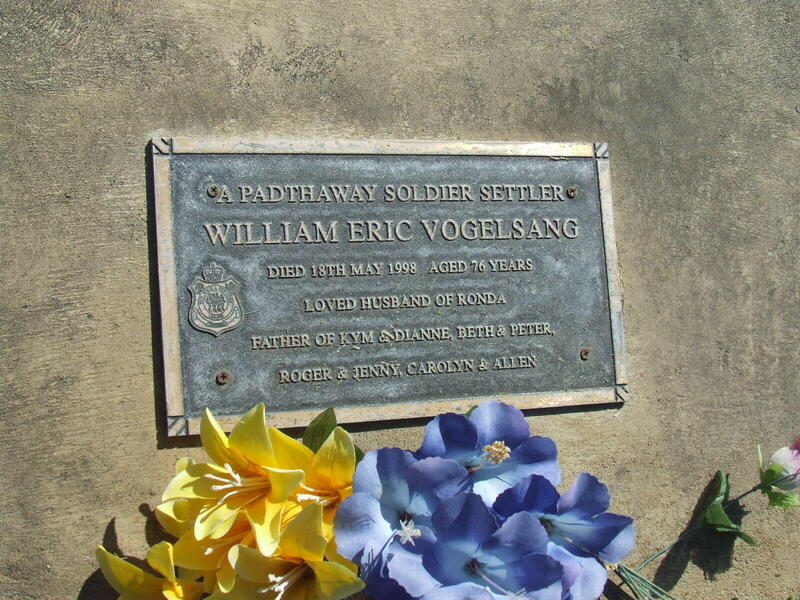 A PADTHAWAY SOLDIER SETTLER
WILLIAM ERIC VOGELSANG
DIED 18TH MAY 1998 AGED 76 YEARS
LOVED HUSBAND OF RONDA
FATHER OF KYM & DIANNE, BETH & PETER,
ROGER & JENNY, CAROLYN & ALLEN